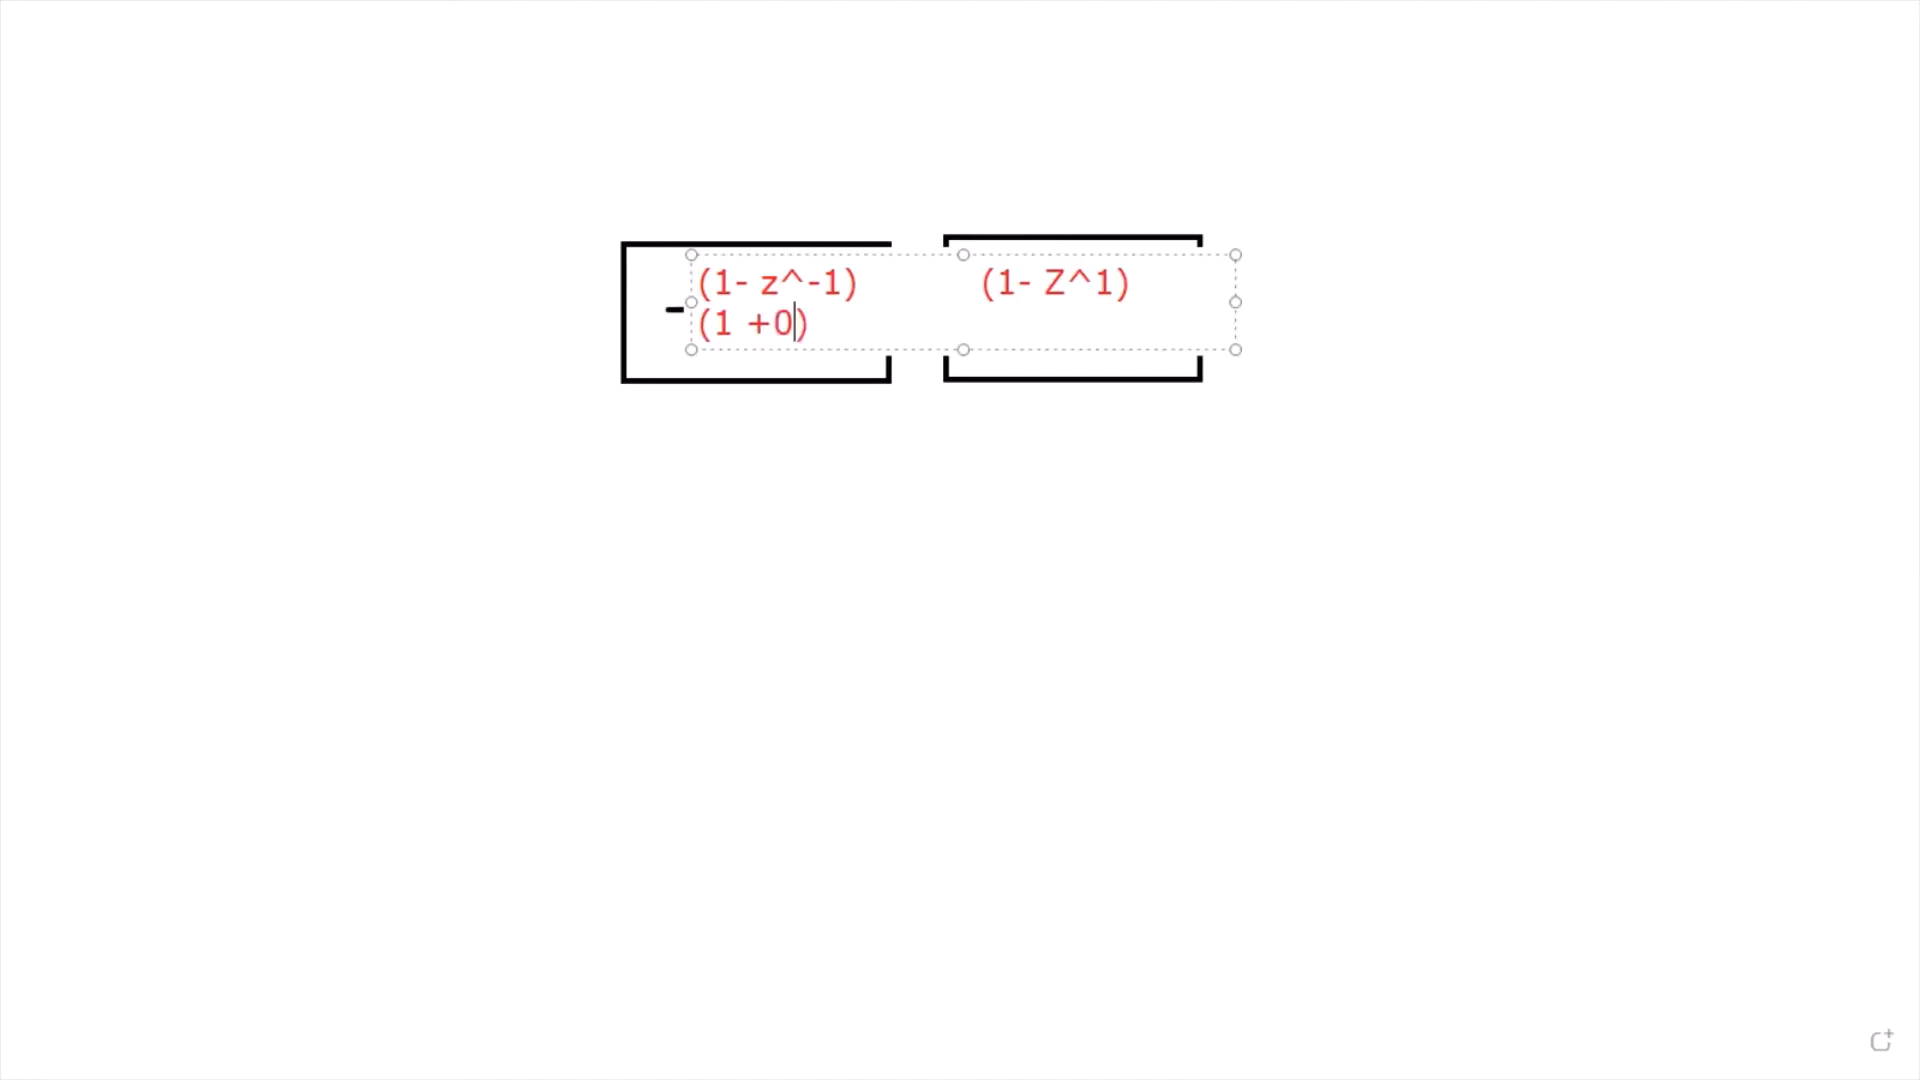 (1- z^-1) (1- Z^1)
(1 +0)